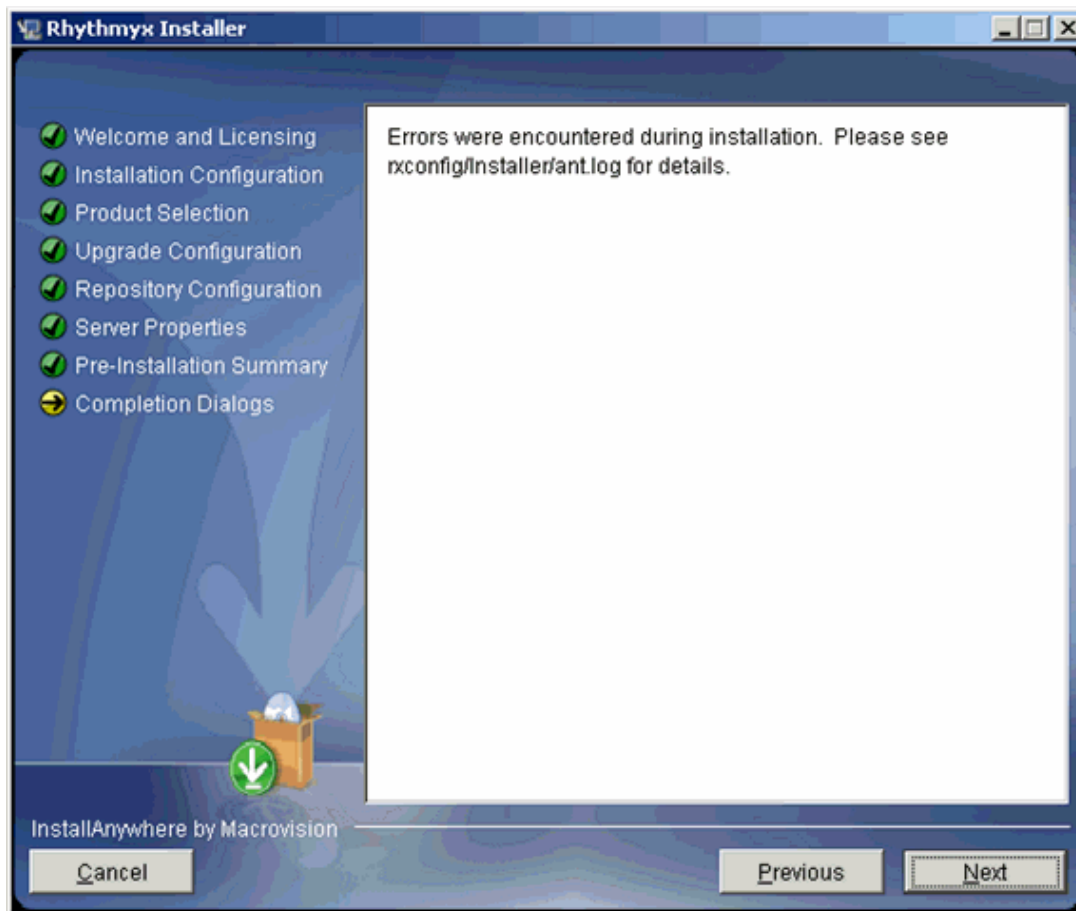 Rhythmyx Installer
Welcome and Licensing
Installation Configuration
Product Selection
Upgrade Configuration
Repository Configuration
Server Properties
Pre-Installation Summary
Completion Dialogs
Errors were encountered during installation. Please see
rxconfig/Installer/ant.log for details.
InstallAnywhere by Macrovision
Cancel
Previous
Next